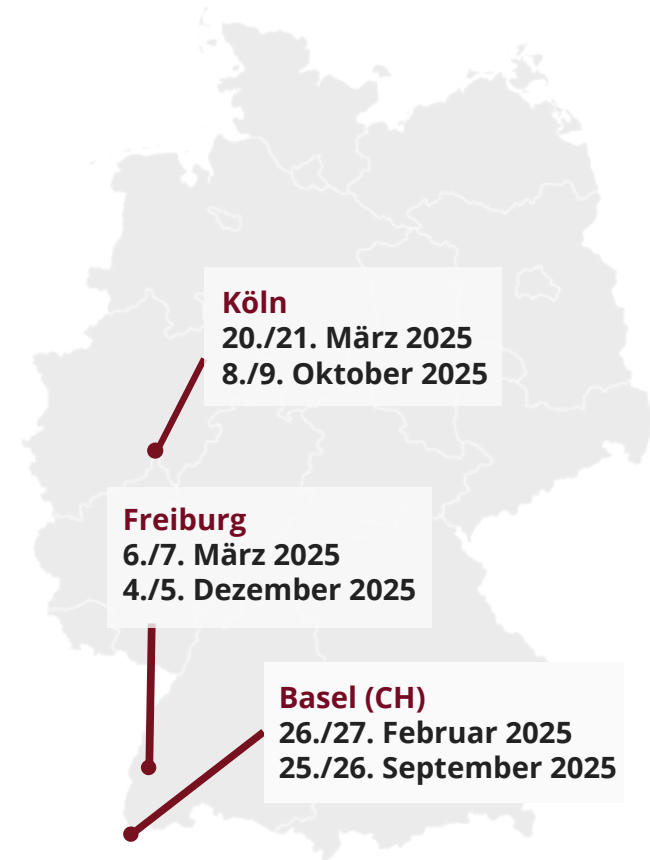 Köln
20./21. März 2025
8./9. Oktober 2025
Freiburg
6./7. März 2025
4./5. Dezember 2025
Basel (CH)
26./27. Februar 2025
25./26. September 2025